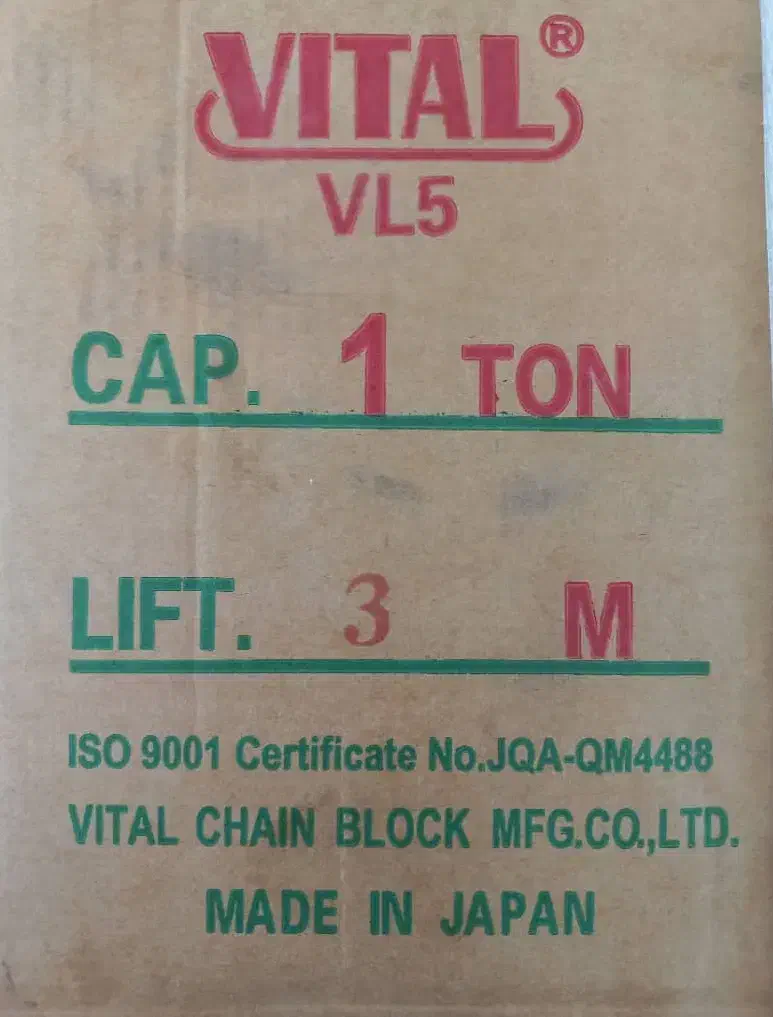 VITAL®
VL5
CAP. 1 TON
LIFT. 3 M
ISO 9001 Certificate No.JQA-QM4488
VITAL CHAIN BLOCK MFG.CO.,LTD.
MADE IN JAPAN